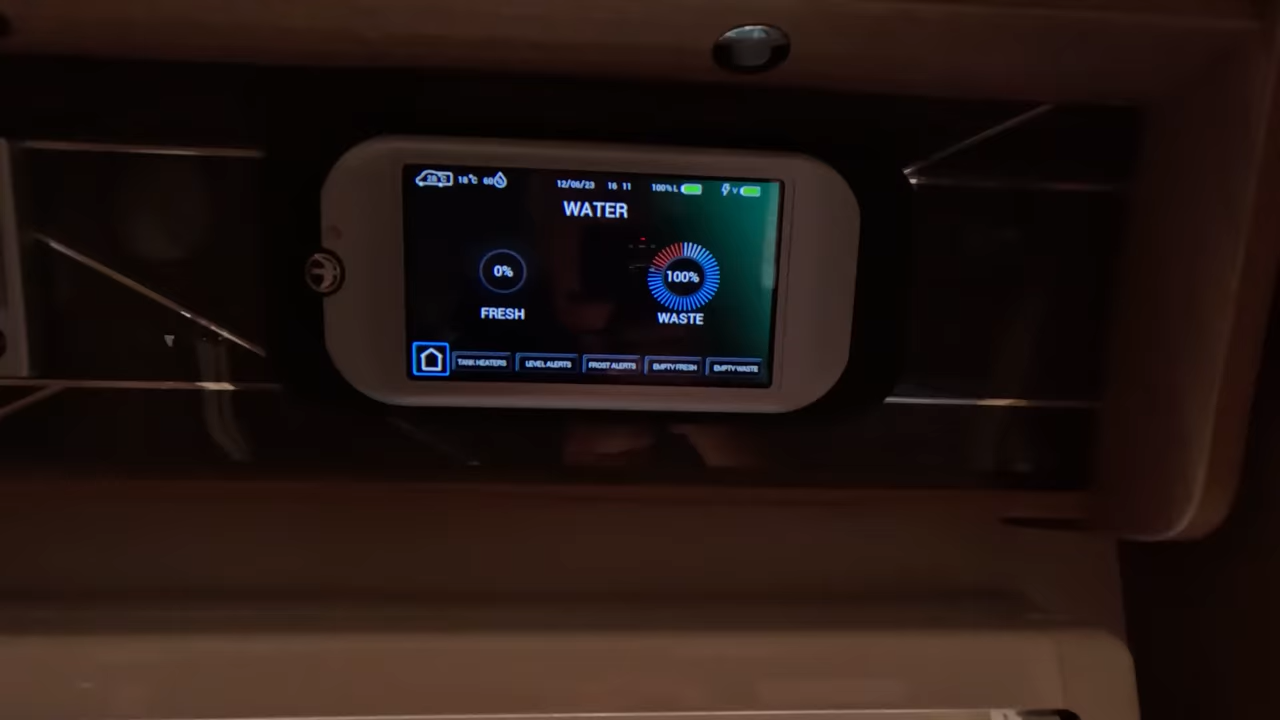 28°C 18°C 60% 12/06/23 16 11 100% L V
WATER
0% 100%
FRESH WASTE
TANK HEATERS LEVEL ALERTS FROST ALERTS EMPTY FRESH EMPTY WASTE